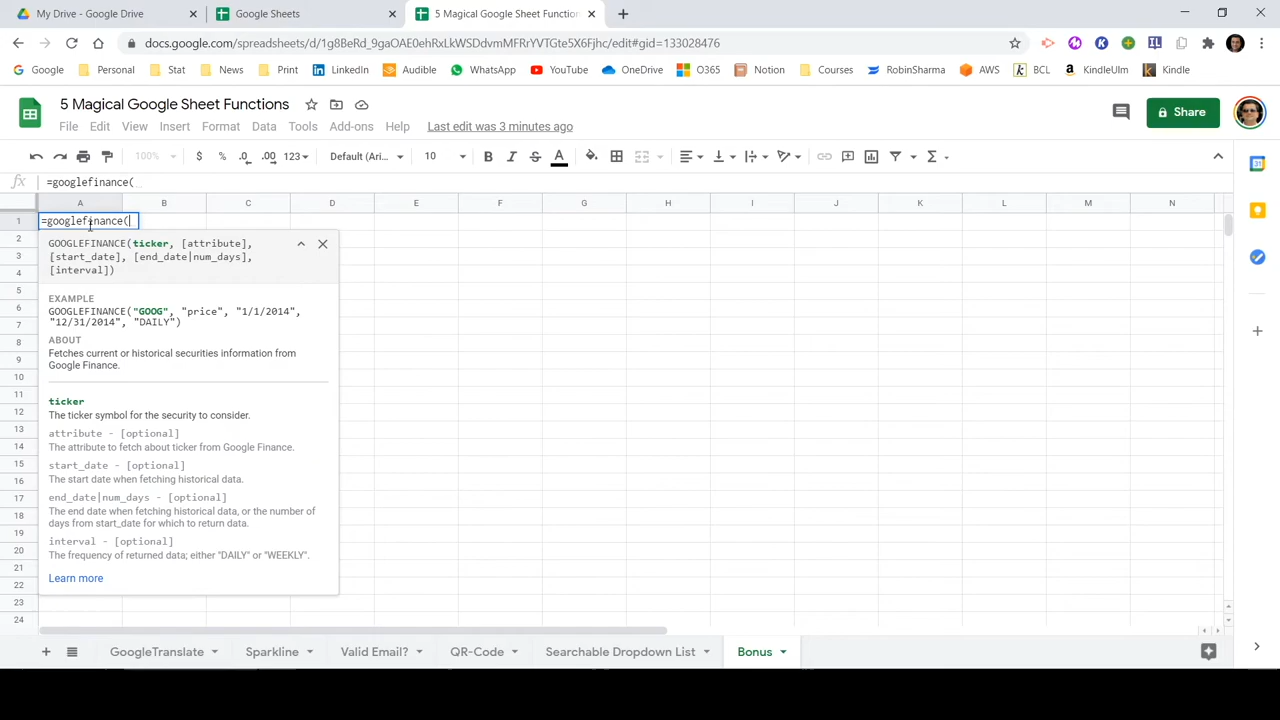 My Drive - Google Drive
Google Sheets
5 Magical Google Sheet Function
docs.google.com/spreadsheets/d/1g8BeRd_9gaOAE0ehRxLkWSDdvmMFRrYVTGte5X6Fjhc/edit#gid=133028476
Google
Personal
Stat
News
Print
LinkedIn
Audible
WhatsApp
YouTube
OneDrive
O365
Notion
Courses
RobinSharma
AWS
BCL
KindleUlm
Kindle
5 Magical Google Sheet Functions
File Edit View Insert Format Data Tools Add-ons Help Last edit was 3 minutes ago
Share
100% $ % .0 .00 123 Default (Ari... 10 B I S A
fx =googlefinance(
A B C D E F G H I J K L M N
1 =googlefinance(
2
GOOGLEFINANCE(ticker, [attribute],
3
[start_date], [end_date|num_days],
4
[interval])
5
EXAMPLE
6
GOOGLEFINANCE("GOOG", "price", "1/1/2014",
7
"12/31/2014", "DAILY")
8
ABOUT
9
Fetches current or historical securities information from
Google Finance.
10
11
ticker
12
The ticker symbol for the security to consider.
13
attribute - [optional]
14
The attribute to fetch about ticker from Google Finance.
15
start_date - [optional]
16
The start date when fetching historical data.
17
end_date|num_days - [optional]
The end date when fetching historical data, or the number of
18
days from start_date for which to return data.
19
interval - [optional]
20
The frequency of returned data; either "DAILY" or "WEEKLY".
21
Learn more
22
23
24
GoogleTranslate Sparkline Valid Email? QR-Code Searchable Dropdown List Bonus